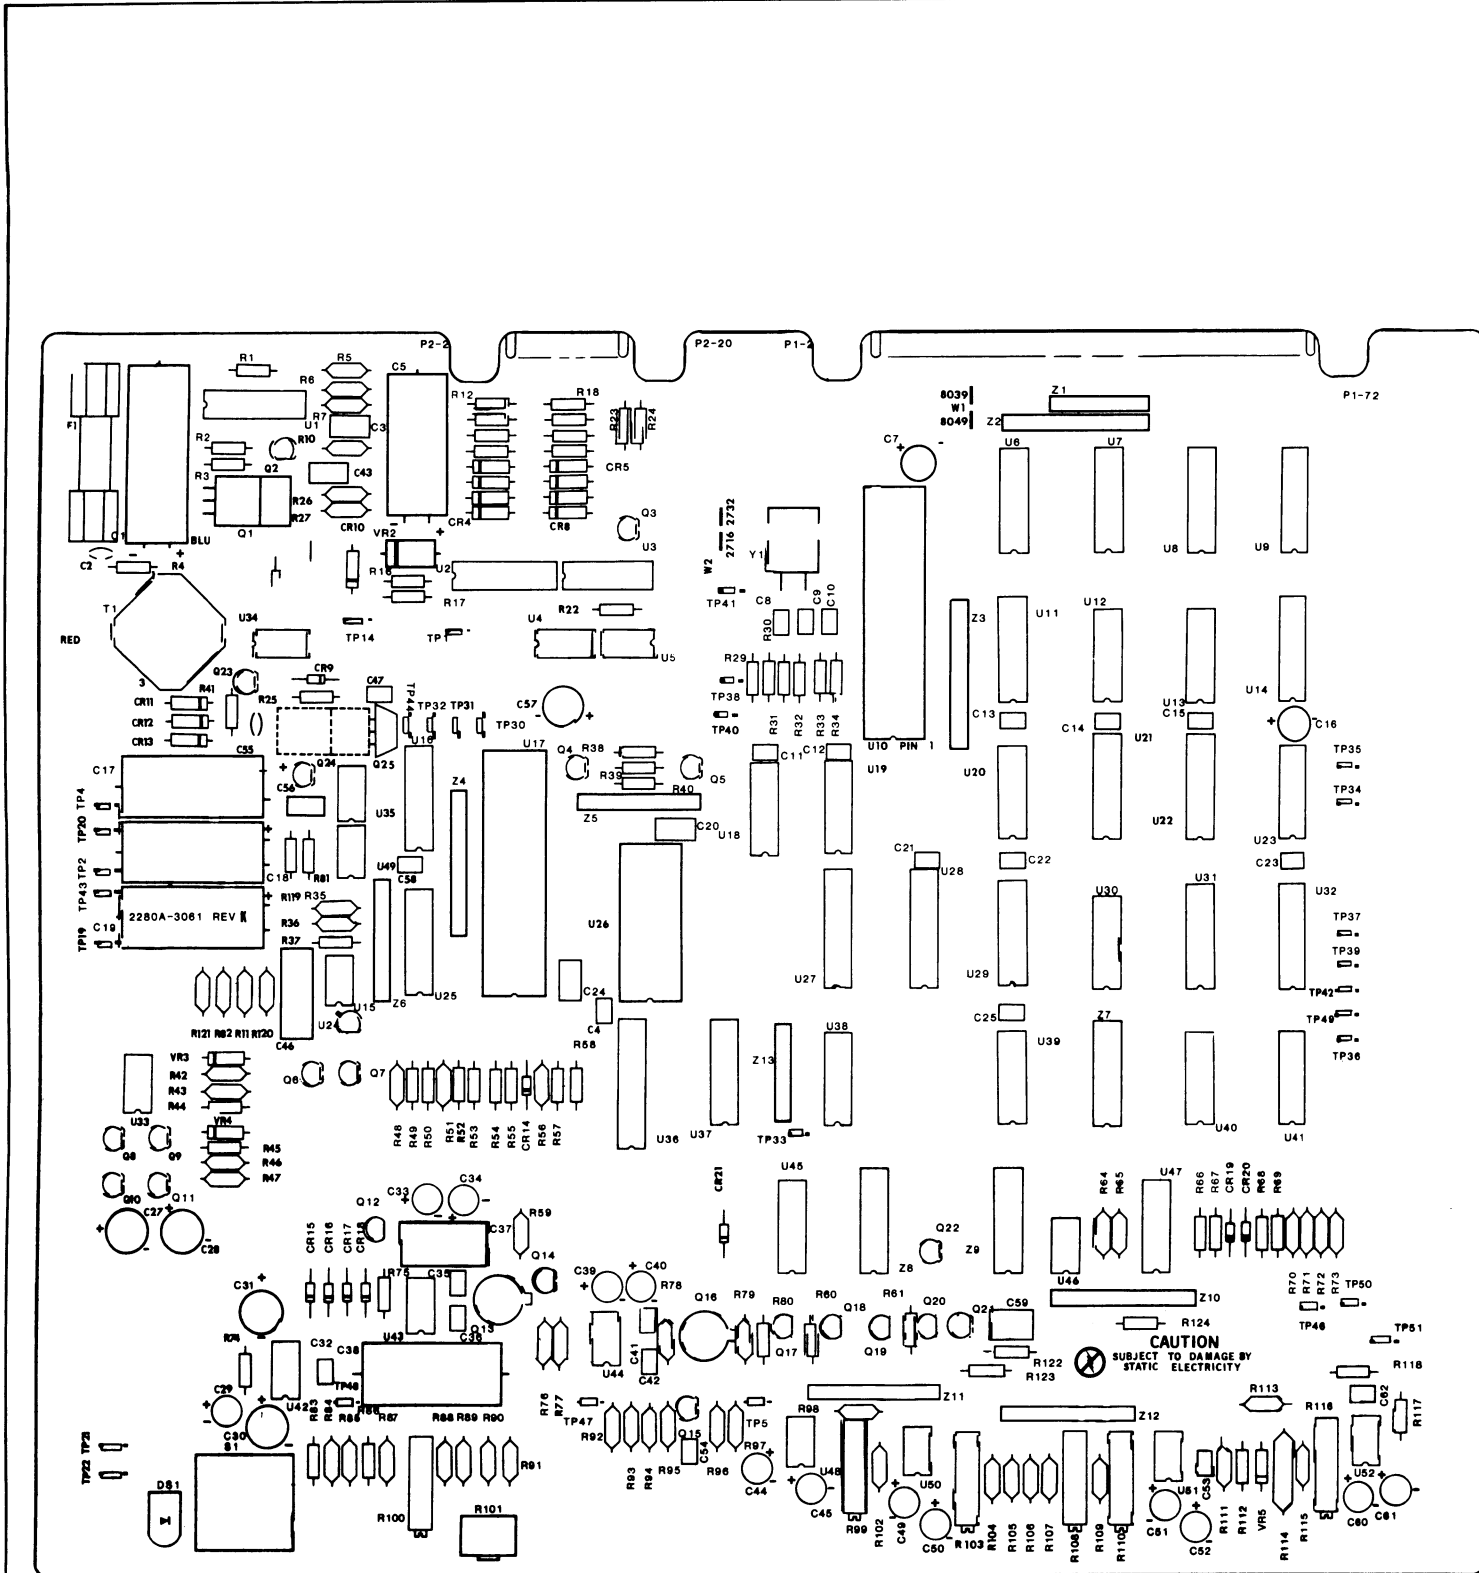 P2-2
P2-20
P1-2
P1-72
R1
R5
C5
R6
R7
U1
C3
F1
R2
R3
R10
Q2
C43
R26
R27
Q1
CR10
BLU
C2
R4
R12
R18
R23
R24
CR5
CR4
CR8
Q3
U3
VR2
U2
R16
R17
8039
W1
8049
Z1
Z2
C7
U6
U7
U8
U9
2716 2732
W2
Y1
TP41
C8
C9
C10
R30
T1
RED
3
U34
TP14
TP1
U4
R22
U5
Z3
U11
U12
U13
U14
Q23
CR9
C47
R41
R25
CR11
CR12
CR13
TP44
TP32
TP31
TP30
C57
R29
TP38
TP40
R31
R32
R33
R34
C13
C14
C15
C16
U10 PIN 1
U19
C55
Q24
Q25
U16
U17
Q4
R38
R39
R40
Q5
C11
C12
U20
U21
U22
U23
TP35
TP34
C17
TP4
TP20
C56
U35
Z4
Z5
C20
U18
TP2
C18
R81
U49
C58
C21
U28
C22
C23
TP43
R119
R35
2280A-3061 REV K
R36
R37
TP19
C19
U26
U30
U31
U32
TP37
TP39
TP42
TP49
TP36
U15
Z6
U25
U24
C24
C4
U27
U29
C25
R121
R82
R11
R120
C46
R58
U38
Z13
U39
Z7
VR3
R42
R43
R44
VR4
R45
R46
R47
Q6
Q7
U33
Q8
Q9
Q10
Q11
R48
R49
R50
R51
R52
R53
R54
R55
CR14
R56
R57
U36
U37
TP33
U40
U41
C27
C28
Q12
C33
C34
C37
R59
CR21
U45
Q22
Z8
Z9
R64
R65
U47
U46
R66
R67
CR19
CR20
R68
R69
R70
R71
R72
R73
TP50
TP46
TP51
CR15
CR16
CR17
CR18
R75
C35
C36
Q13
Q14
C31
C39
C40
R78
Q16
R79
R80
R60
Q17
Q18
R61
Q19
Q20
Q21
C59
Z10
R124
CAUTION
SUBJECT TO DAMAGE BY
STATIC ELECTRICITY
R122
R123
R118
R74
C32
C38
U43
U44
C41
C42
C29
U42
TP48
C30
S1
R83
R84
R85
R86
R87
R88
R89
R90
R91
R76
R77
TP47
R92
R93
R94
R95
Q15
C54
R96
R97
TP5
R98
Z11
Z12
R113
R116
C62
R117
TP21
TP22
DS1
R100
R101
C44
C45
U48
R99
R102
C49
U50
C50
R103
R104
R105
R106
R107
R108
R109
R110
C51
U51
C52
C53
R111
R112
VR5
R114
R115
U52
C60
C61